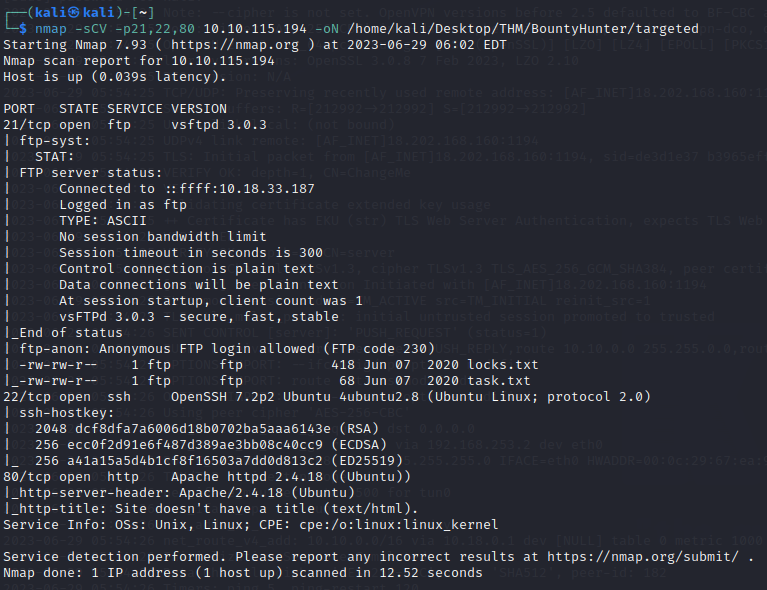 ┌──(kali㉿kali)-[~]
└─$ nmap -sCV -p21,22,80 10.10.115.194 -oN /home/kali/Desktop/THM/BountyHunter/targeted
Starting Nmap 7.93 ( https://nmap.org ) at 2023-06-29 06:02 EDT
Nmap scan report for 10.10.115.194
Host is up (0.039s latency).

PORT   STATE SERVICE VERSION
21/tcp open  ftp     vsftpd 3.0.3
| ftp-syst:
|   STAT:
| FTP server status:
|      Connected to ::ffff:10.18.33.187
|      Logged in as ftp
|      TYPE: ASCII
|      No session bandwidth limit
|      Session timeout in seconds is 300
|      Control connection is plain text
|      Data connections will be plain text
|      At session startup, client count was 1
|      vsFTPd 3.0.3 - secure, fast, stable
|_End of status
| ftp-anon: Anonymous FTP login allowed (FTP code 230)
| -rw-rw-r--    1 ftp      ftp           418 Jun 07  2020 locks.txt
|_-rw-rw-r--    1 ftp      ftp            68 Jun 07  2020 task.txt
22/tcp open  ssh     OpenSSH 7.2p2 Ubuntu 4ubuntu2.8 (Ubuntu Linux; protocol 2.0)
| ssh-hostkey:
|   2048 dcf8dfa7a6006d18b0702ba5aaa6143e (RSA)
|   256 ecc0f2d91e6f487d389ae3bb08c40cc9 (ECDSA)
|_  256 a41a15a5d4b1cf8f16503a7dd0d813c2 (ED25519)
80/tcp open  http    Apache httpd 2.4.18 ((Ubuntu))
|_http-server-header: Apache/2.4.18 (Ubuntu)
|_http-title: Site doesn't have a title (text/html).
Service Info: OSs: Unix, Linux; CPE: cpe:/o:linux:linux_kernel

Service detection performed. Please report any incorrect results at https://nmap.org/submit/ .
Nmap done: 1 IP address (1 host up) scanned in 12.52 seconds